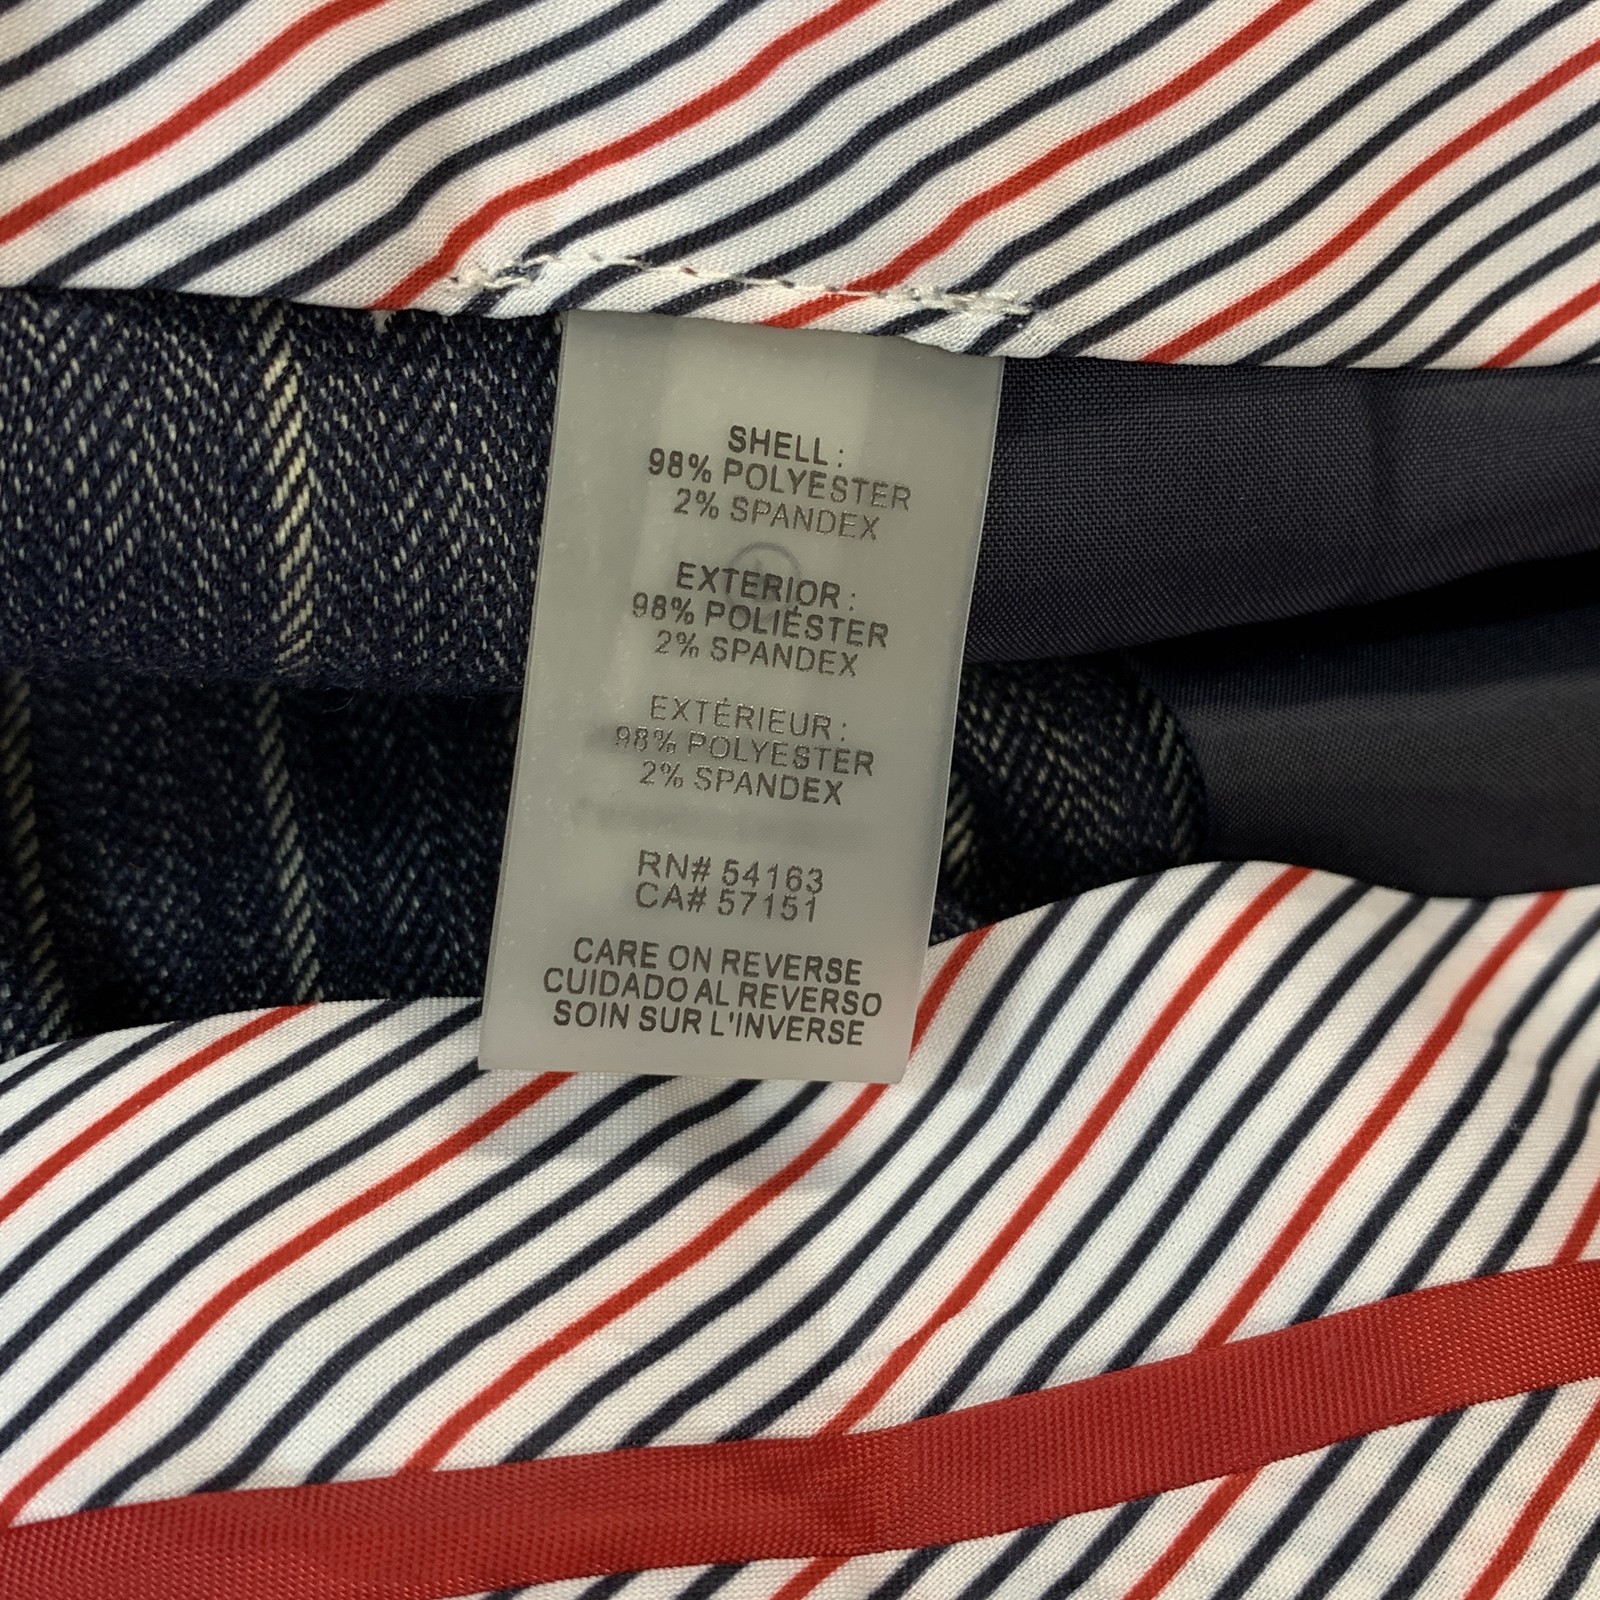 SHELL :
98% POLYESTER
2% SPANDEX
EXTERIOR :
98% POLIÉSTER
2% SPANDEX
EXTÉRIEUR :
98% POLYESTER
2% SPANDEX
RN# 54163
CA# 57151
CARE ON REVERSE
CUIDADO AL REVERSO
SOIN SUR L'INVERSE